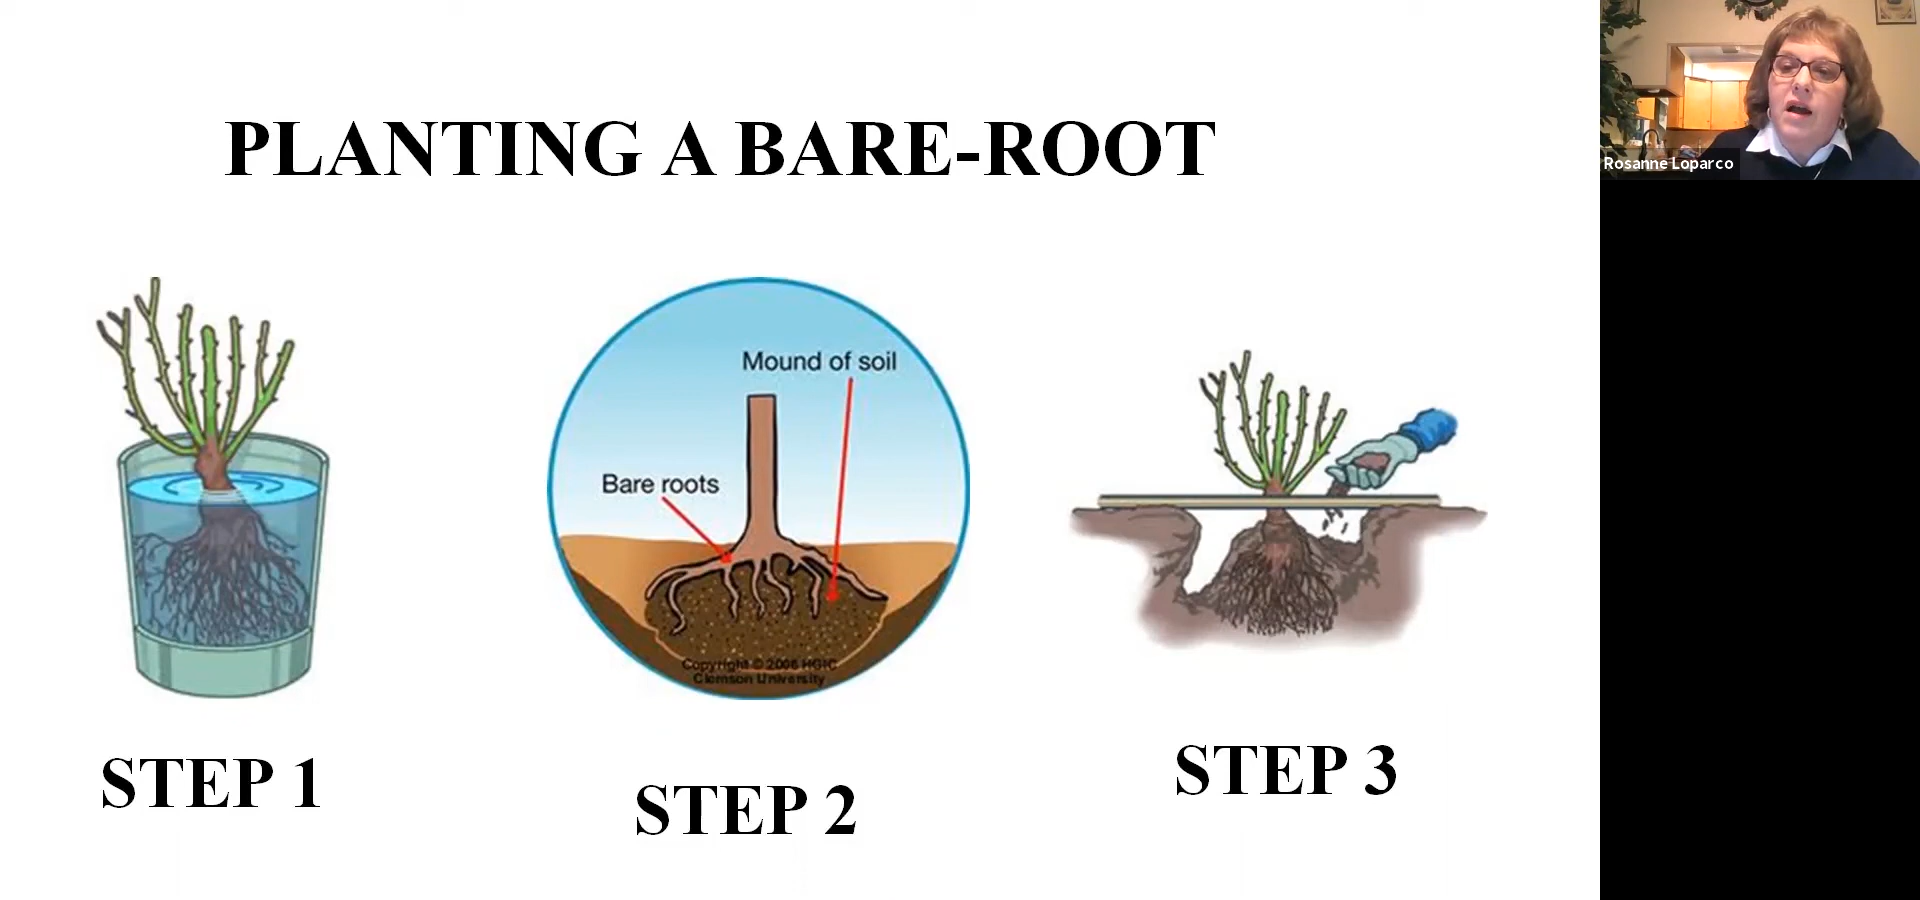 PLANTING A BARE-ROOT
Rosanne Loparco
Mound of soil
Bare roots
Copyright © 2006 HGIC
Clemson University
STEP 1
STEP 2
STEP 3